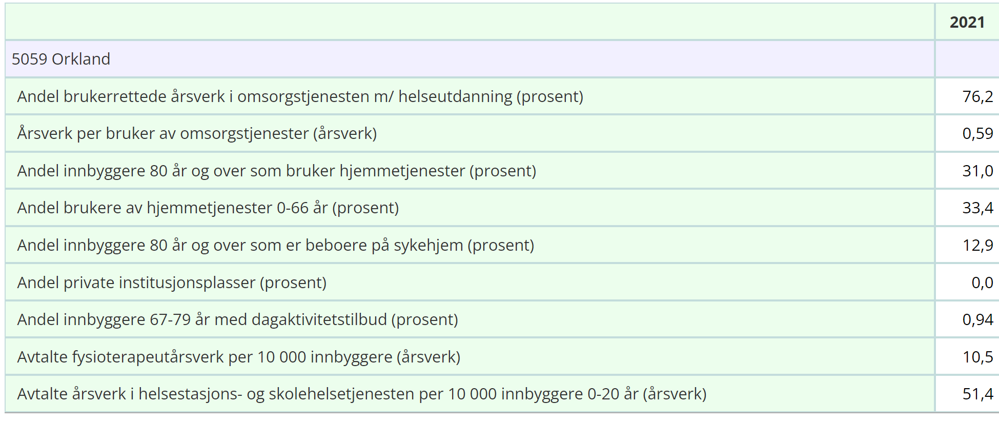 2021
5059 Orkland
Andel brukerrettede årsverk i omsorgstjenesten m/ helseutdanning (prosent) 76,2
Årsverk per bruker av omsorgstjenester (årsverk) 0,59
Andel innbyggere 80 år og over som bruker hjemmetjenester (prosent) 31,0
Andel brukere av hjemmetjenester 0-66 år (prosent) 33,4
Andel innbyggere 80 år og over som er beboere på sykehjem (prosent) 12,9
Andel private institusjonsplasser (prosent) 0,0
Andel innbyggere 67-79 år med dagaktivitetstilbud (prosent) 0,94
Avtalte fysioterapeutårsverk per 10 000 innbyggere (årsverk) 10,5
Avtalte årsverk i helsestasjons- og skolehelsetjenesten per 10 000 innbyggere 0-20 år (årsverk) 51,4